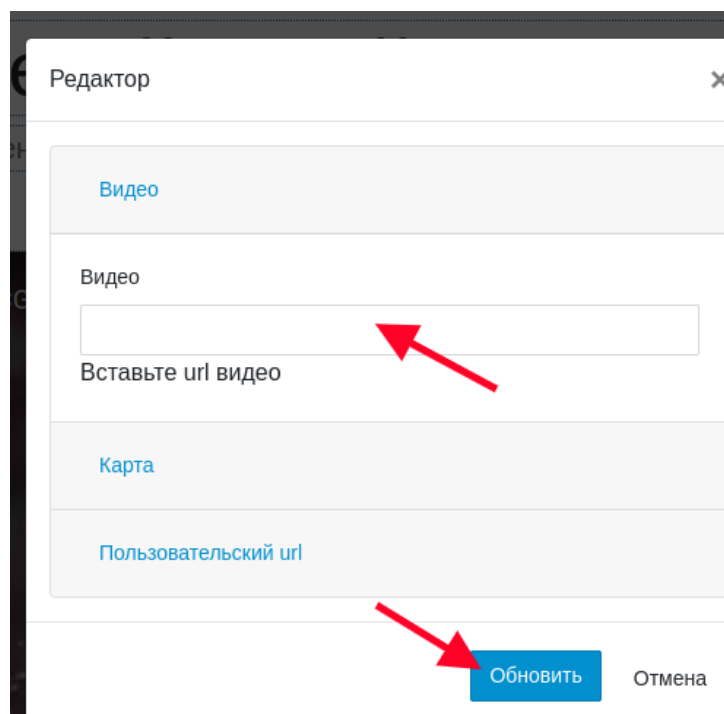 Редактор
Видео
Видео
Вставьте url видео
Карта
Пользовательский url
Обновить
Отмена